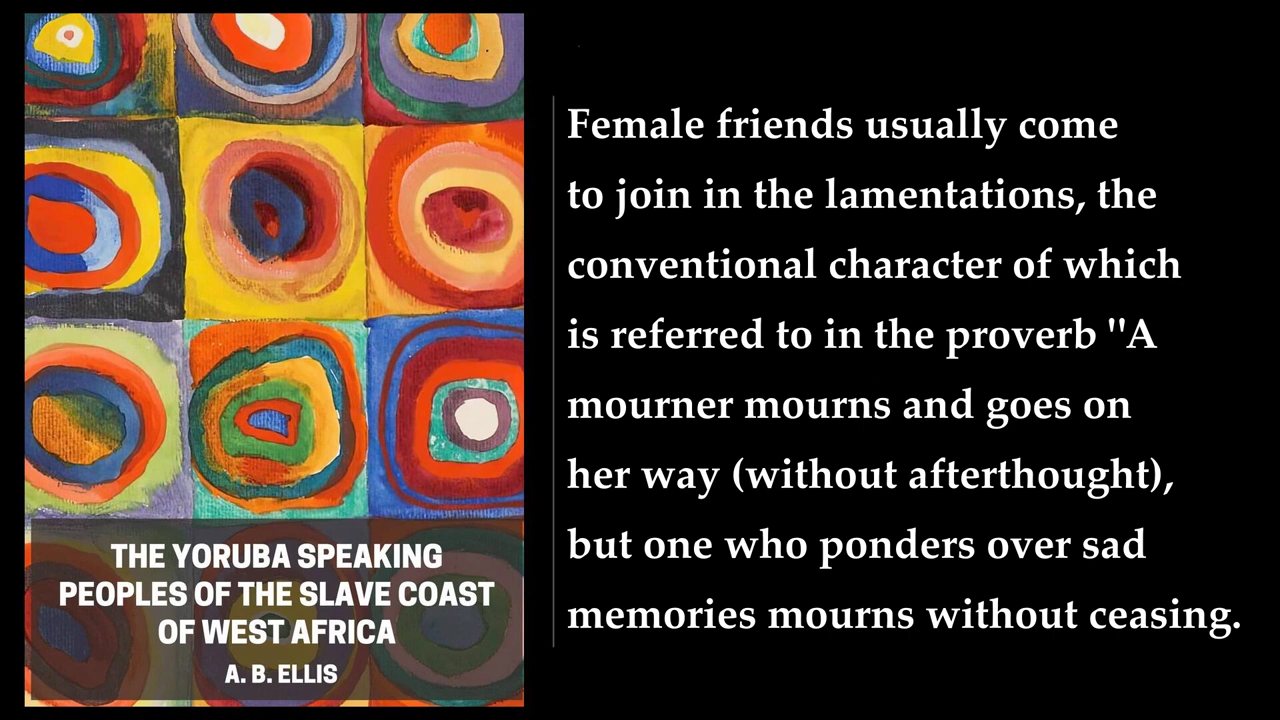 THE YORUBA SPEAKING
PEOPLES OF THE SLAVE COAST
OF WEST AFRICA
A. B. ELLIS
Female friends usually come
to join in the lamentations, the
conventional character of which
is referred to in the proverb "A
mourner mourns and goes on
her way (without afterthought),
but one who ponders over sad
memories mourns without ceasing.